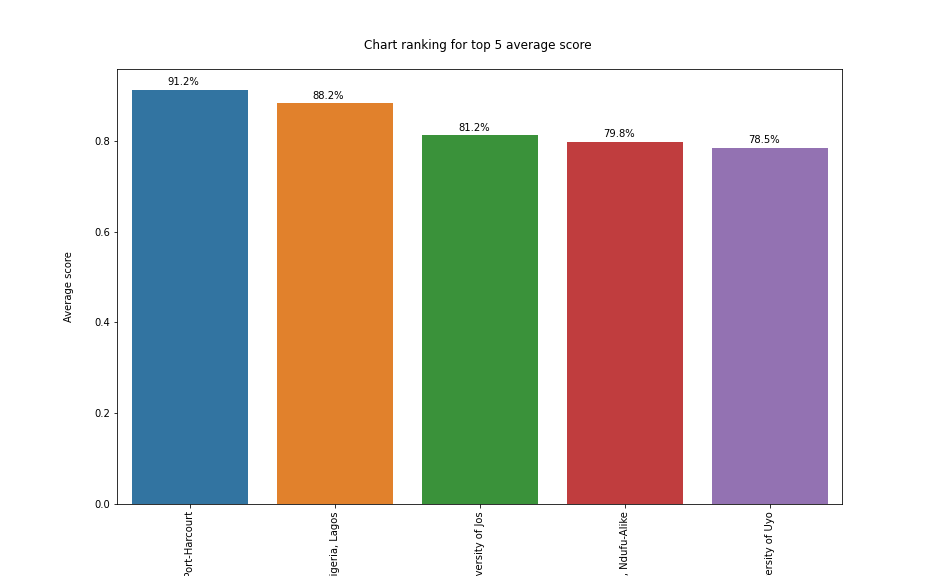 Chart ranking for top 5 average score
91.2%
88.2%
81.2%
79.8%
78.5%
0.8
0.6
0.4
0.2
0.0
Average score
Port-Harcourt
igeria, Lagos
versity of Jos
, Ndufu-Alike
ersity of Uyo